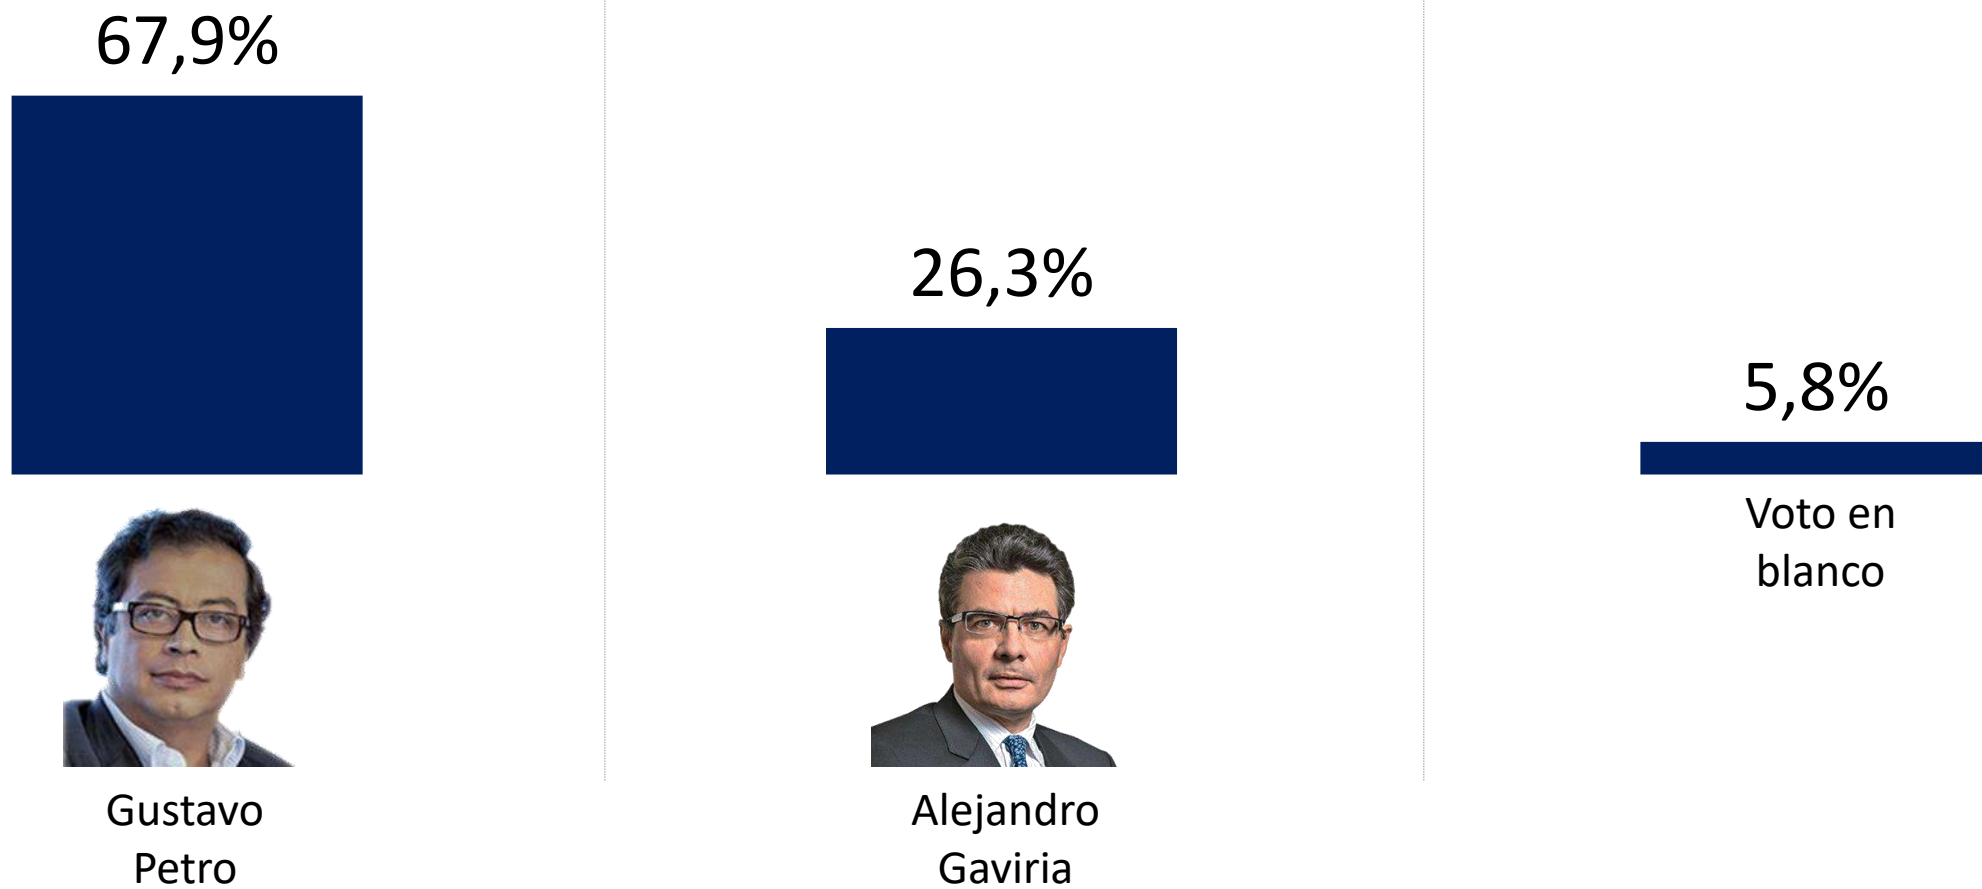 67,9%
26,3%
5,8%
Voto en
blanco
Gustavo
Petro
Alejandro
Gaviria